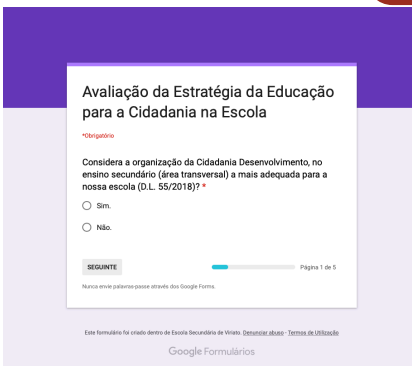 Avaliação da Estratégia da Educação
para a Cidadania na Escola
*Obrigatório
Considera a organização da Cidadania Desenvolvimento, no
ensino secundário (área transversal) a mais adequada para a
nossa escola (D.L. 55/2018)? *
Sim.
Não.
SEGUINTE
Página 1 de 5
Nunca envie palavras-passe através dos Google Forms.
Este formulário foi criado dentro de Escola Secundária de Viriato. Denunciar abuso - Termos de Utilização
Google Formulários